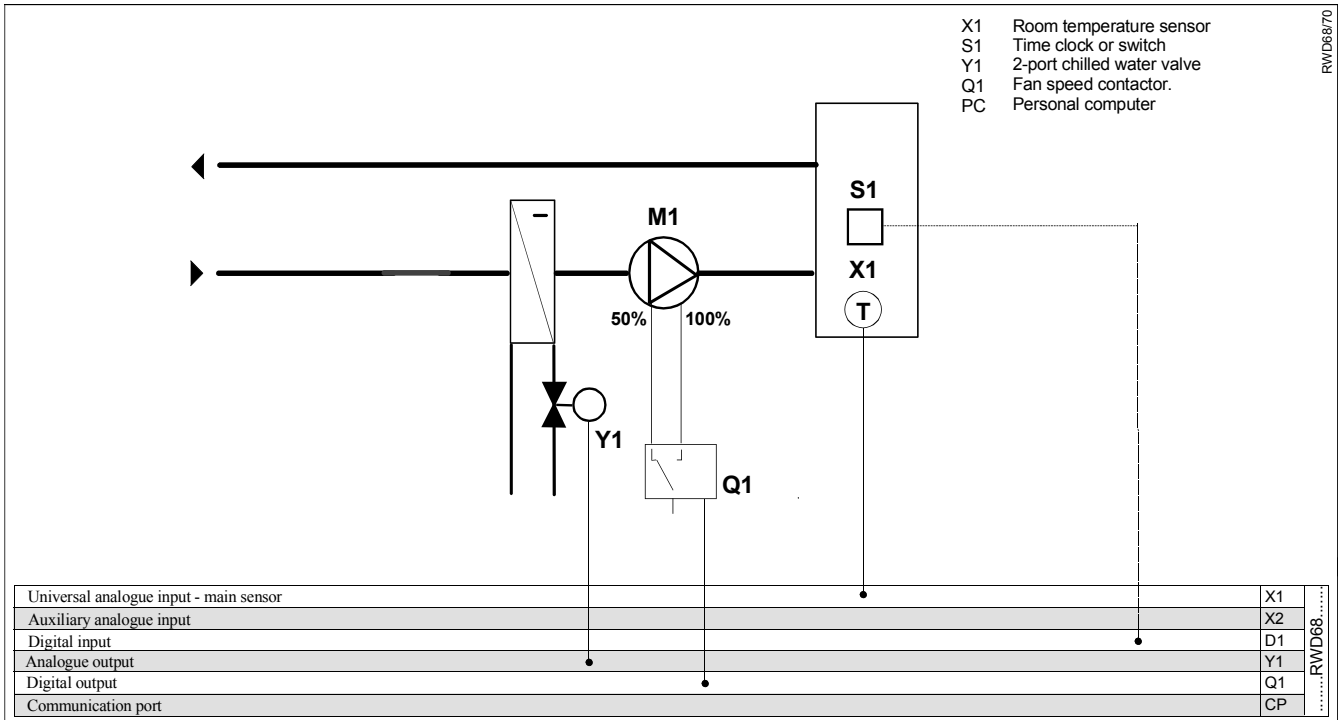 X1 Room temperature sensor
S1 Time clock or switch
Y1 2-port chilled water valve
Q1 Fan speed contactor.
PC Personal computer
RWD68/70
S1
M1
X1
T
50% 100%
Y1
Q1
Universal analogue input - main sensor X1
Auxiliary analogue input X2
Digital input D1
Analogue output Y1
Digital output Q1
Communication port CP
......RWD68......